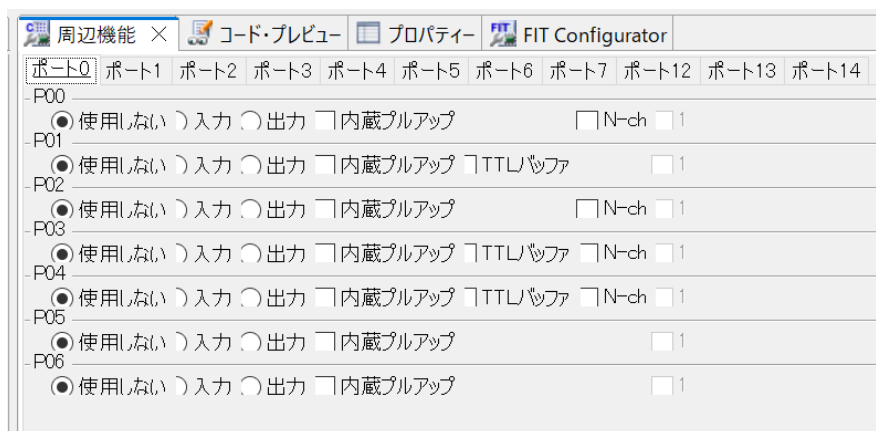 周辺機能 コード・プレビュー プロパティー FIT Configurator
ポート0 ポート1 ポート2 ポート3 ポート4 ポート5 ポート6 ポート7 ポート12 ポート13 ポート14
P00
使用しない 入力 出力 内蔵プルアップ N-ch 1
P01
使用しない 入力 出力 内蔵プルアップ TTLバッファ 1
P02
使用しない 入力 出力 内蔵プルアップ N-ch 1
P03
使用しない 入力 出力 内蔵プルアップ TTLバッファ N-ch 1
P04
使用しない 入力 出力 内蔵プルアップ TTLバッファ N-ch 1
P05
使用しない 入力 出力 内蔵プルアップ 1
P06
使用しない 入力 出力 内蔵プルアップ 1